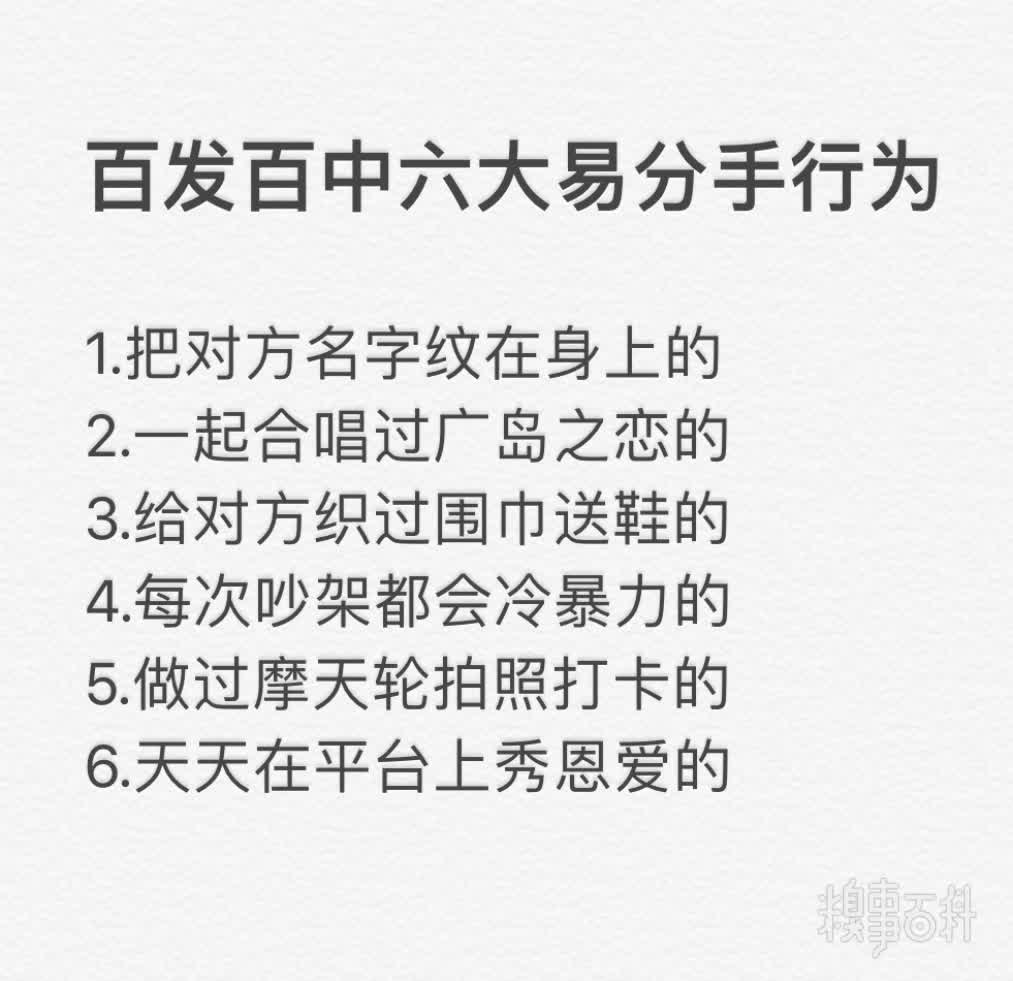 百发百中六大易分手行为
1.把对方名字纹在身上的
2.一起合唱过广岛之恋的
3.给对方织过围巾送鞋的
4.每次吵架都会冷暴力的
5.做过摩天轮拍照打卡的
6.天天在平台上秀恩爱的
糗事百科